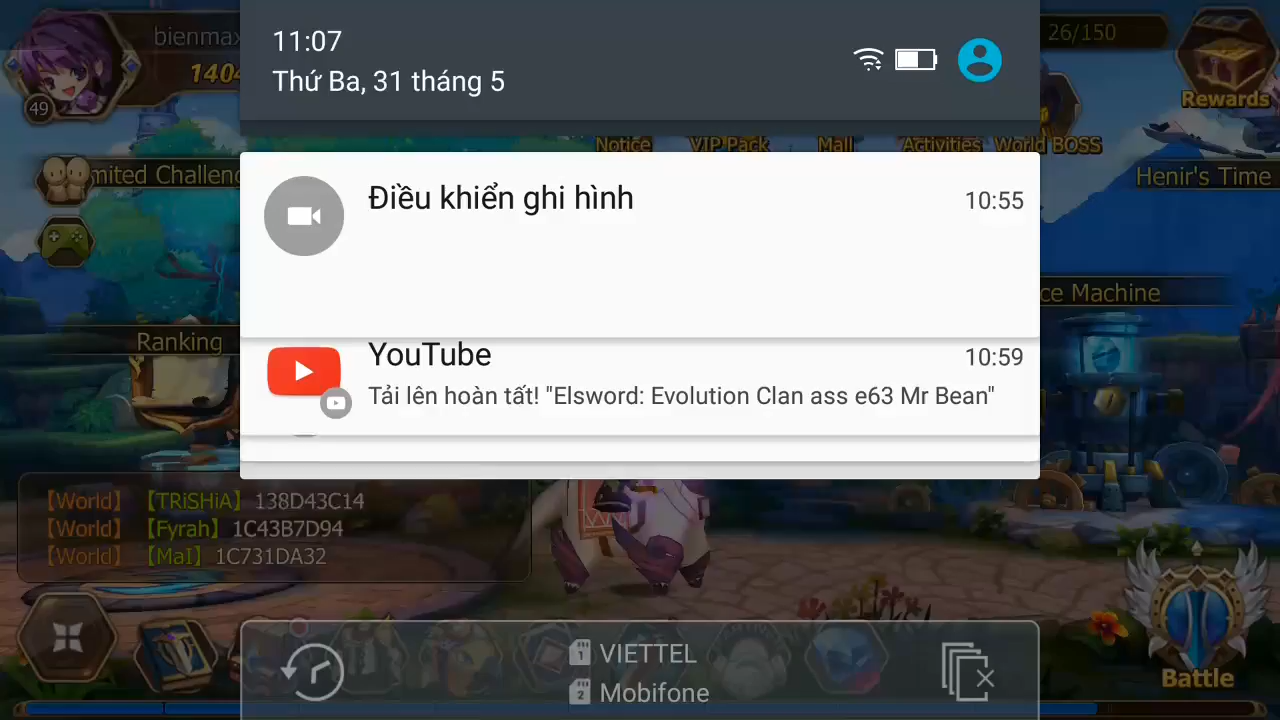 11:07
Thứ Ba, 31 tháng 5
bienmax
26/150
1404
49
Rewards
Notice
VIP Pack
Mall
Activities
World BOSS
mited Challeng
Henir's Time
Điều khiển ghi hình
10:55
ce Machine
Ranking
YouTube
10:59
Tải lên hoàn tất! "Elsword: Evolution Clan ass e63 Mr Bean"
【World】 【TRiSHiA】 138D43C14
【World】 【Fyrah】 1C43B7D94
【World】 【MaI】 1C731DA32
1 VIETTEL
2 Mobifone
Battle